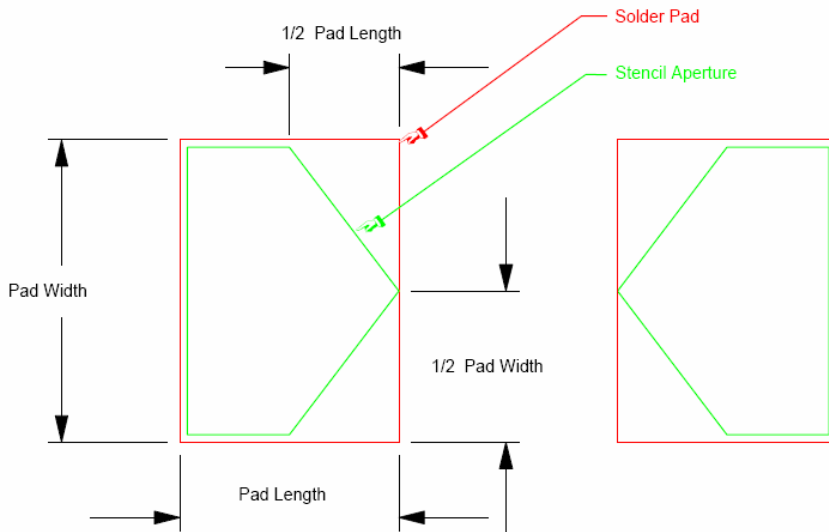 Solder Pad
1/2 Pad Length
Stencil Aperture
Pad Width
1/2 Pad Width
Pad Length